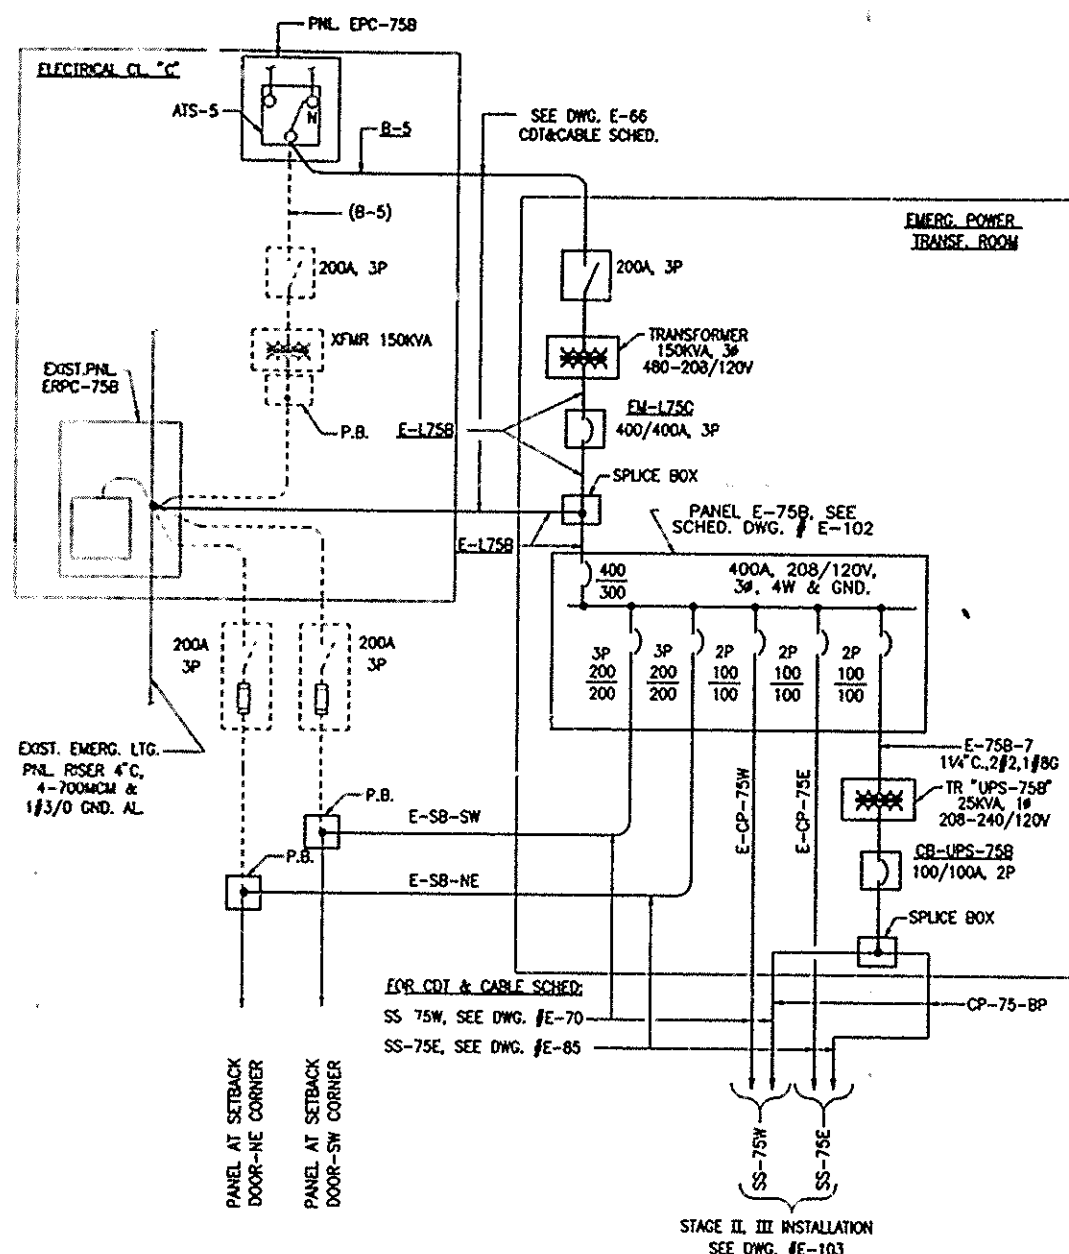 PNL. EPC-75B
ELECTRICAL CL. "C"
ATS-5
N
B-5
SEE DWG. E-66
CDT&CABLE SCHED.
(B-5)
EMERG. POWER
TRANSF. ROOM
200A, 3P
200A, 3P
XFMR 150KVA
TRANSFORMER
150KVA, 3ø
480-208/120V
EXIST.PNL.
ERPC-75B
P.B.
E-L75B
EM-L75C
400/400A, 3P
SPLICE BOX
PANEL E-75B, SEE
SCHED. DWG. # E-102
E-L75B
400
300
400A, 208/120V,
3ø, 4W & GND.
200A
3P
200A
3P
3P
200
200
3P
200
200
2P
100
100
2P
100
100
2P
100
100
EXIST. EMERG. LTG.
PNL. RISER 4"C,
4-700MCM &
1#3/0 GND. AL.
E-75B-7
1¼"C.,2#2,1#8G
TR "UPS-75B"
25KVA, 1ø
208-240/120V
P.B.
E-SB-SW
E-CP-75W
E-CP-75E
P.B.
E-SB-NE
CB-UPS-75B
100/100A, 2P
SPLICE BOX
FOR CDT & CABLE SCHED:
SS 75W, SEE DWG. #E-70
SS-75E, SEE DWG. #E-85
CP-75-BP
PANEL AT SETBACK
DOOR-NE CORNER
PANEL AT SETBACK
DOOR-SW CORNER
SS-75W
SS-75E
STAGE II, III INSTALLATION
SEE DWG. #E-103